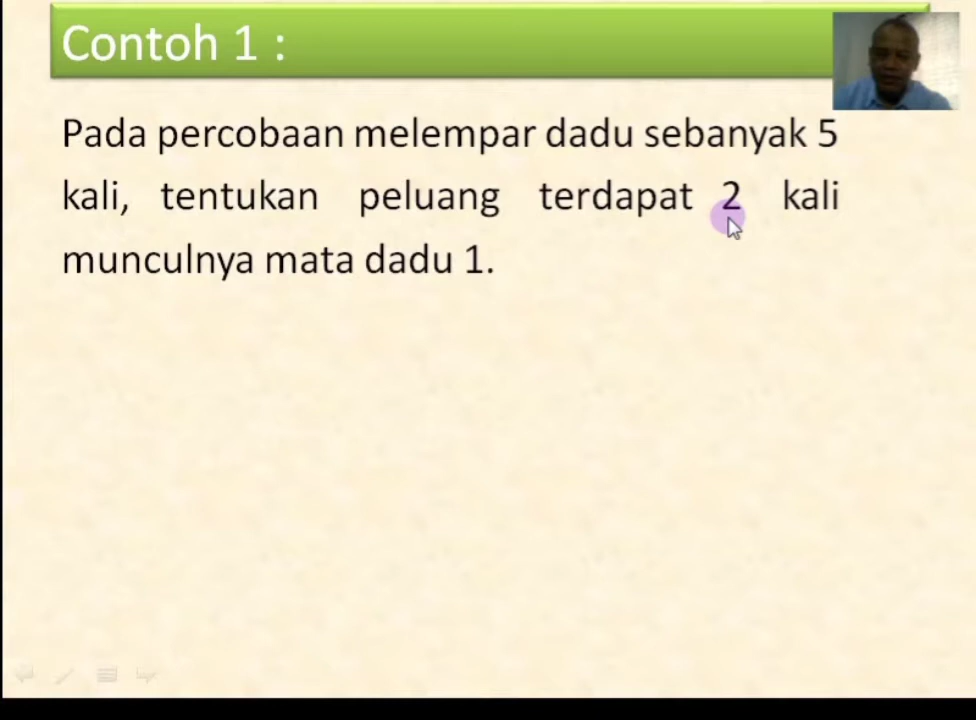 Contoh 1 :
Pada percobaan melempar dadu sebanyak 5
kali, tentukan peluang terdapat 2 kali
munculnya mata dadu 1.